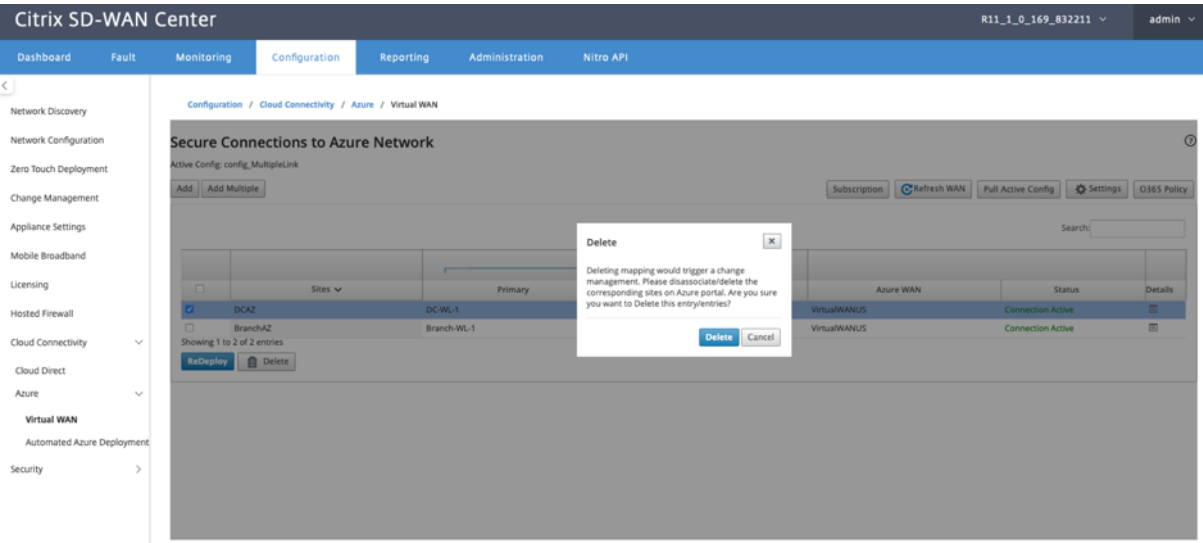 Citrix SD-WAN Center
R11_1_0_169_832211
admin
Dashboard Fault Monitoring Configuration Reporting Administration Nitro API
Network Discovery
Network Configuration
Zero Touch Deployment
Change Management
Appliance Settings
Mobile Broadband
Licensing
Hosted Firewall
Cloud Connectivity
Cloud Direct
Azure
Virtual WAN
Automated Azure Deployment
Security
Configuration / Cloud Connectivity / Azure / Virtual WAN
Secure Connections to Azure Network
Active Config: config_MultipleLink
Add Add Multiple Subscription Refresh WAN Pull Active Config Settings O365 Policy
Search:
Sites Primary Azure WAN Status Details
DCAZ DC-WL-1 VirtualWANUS Connection Active
BranchAZ Branch-WL-1 VirtualWANUS Connection Active
Showing 1 to 2 of 2 entries
ReDeploy Delete
Delete
Deleting mapping would trigger a change
management. Please disassociate/delete the
corresponding sites on Azure portal. Are you sure
you want to Delete this entry/entries?
Delete Cancel